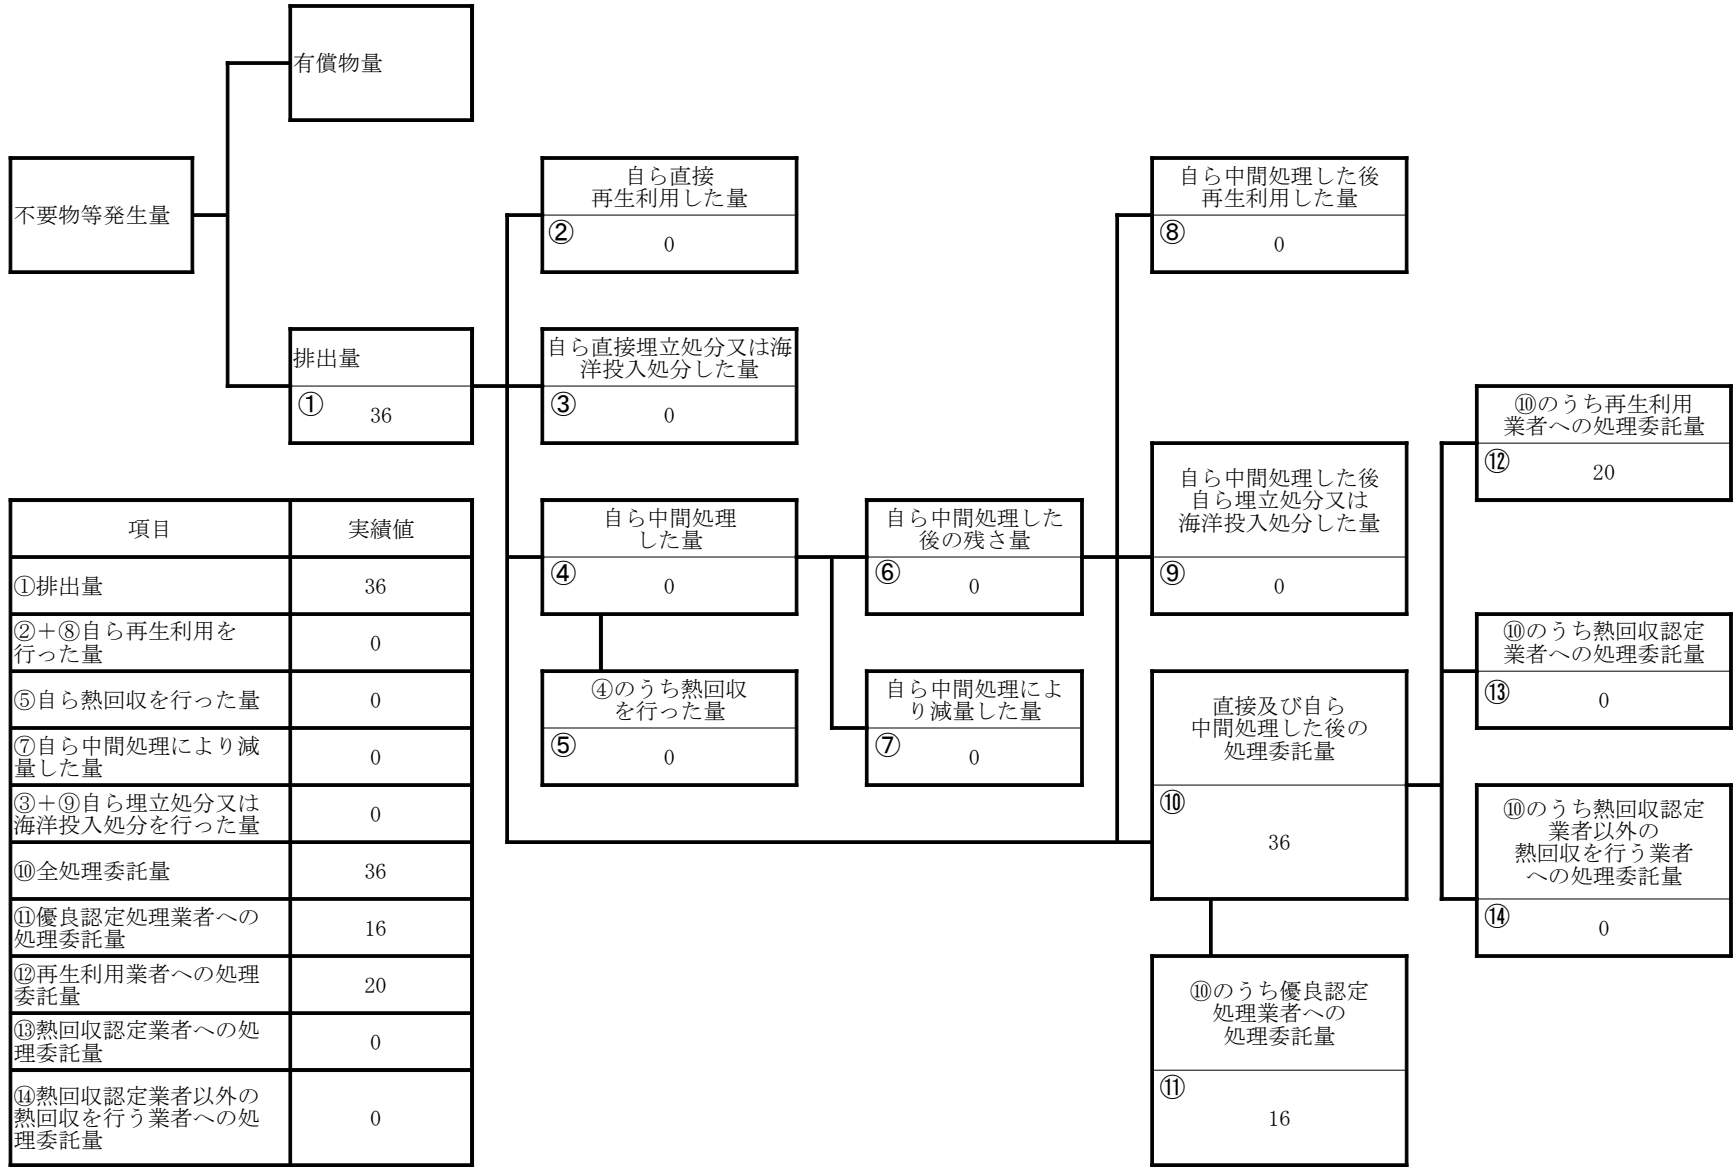 有償物量
不要物等発生量
自ら直接
再生利用した量
②
0
自ら中間処理した後
再生利用した量
⑧
0
排出量
①
36
自ら直接埋立処分又は海
洋投入処分した量
③
0
⑩のうち再生利用
業者への処理委託量
⑫
20
自ら中間処理した後
自ら埋立処分又は
海洋投入処分した量
⑨
0
自ら中間処理
した量
④
0
自ら中間処理した
後の残さ量
⑥
0
⑩のうち熱回収認定
業者への処理委託量
⑬
0
④のうち熱回収
を行った量
⑤
0
自ら中間処理によ
り減量した量
⑦
0
直接及び自ら
中間処理した後の
処理委託量
⑩
36
⑩のうち熱回収認定
業者以外の
熱回収を行う業者
への処理委託量
⑭
0
⑩のうち優良認定
処理業者への
処理委託量
⑪
16
項目 実績値
①排出量 36
②＋⑧自ら再生利用を
行った量 0
⑤自ら熱回収を行った量 0
⑦自ら中間処理により減
量した量 0
③＋⑨自ら埋立処分又は
海洋投入処分を行った量 0
⑩全処理委託量 36
⑪優良認定処理業者への
処理委託量 16
⑫再生利用業者への処理
委託量 20
⑬熱回収認定業者への処
理委託量 0
⑭熱回収認定業者以外の
熱回収を行う業者への処
理委託量 0